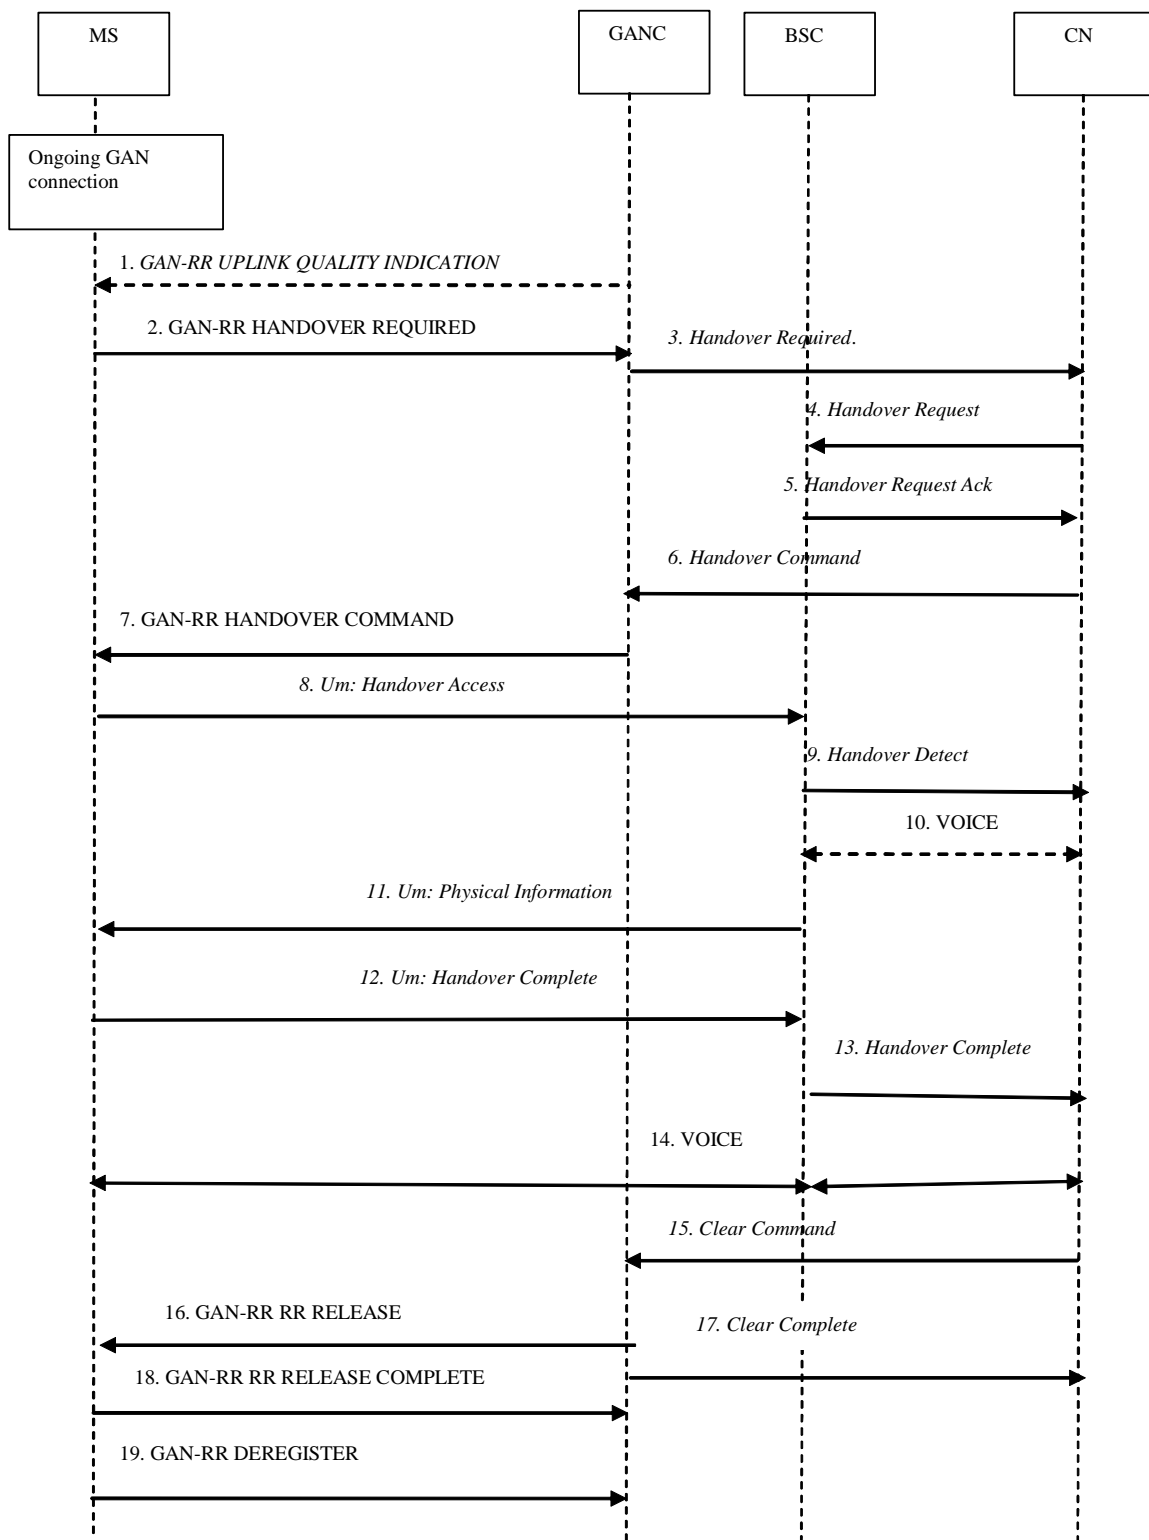 MS
GANC
BSC
CN
Ongoing GAN
connection
1. GAN-RR UPLINK QUALITY INDICATION
2. GAN-RR HANDOVER REQUIRED
3. Handover Required.
4. Handover Request
5. Handover Request Ack
6. Handover Command
7. GAN-RR HANDOVER COMMAND
8. Um: Handover Access
9. Handover Detect
10. VOICE
11. Um: Physical Information
12. Um: Handover Complete
13. Handover Complete
14. VOICE
15. Clear Command
16. GAN-RR RR RELEASE
17. Clear Complete
18. GAN-RR RR RELEASE COMPLETE
19. GAN-RR DEREGISTER